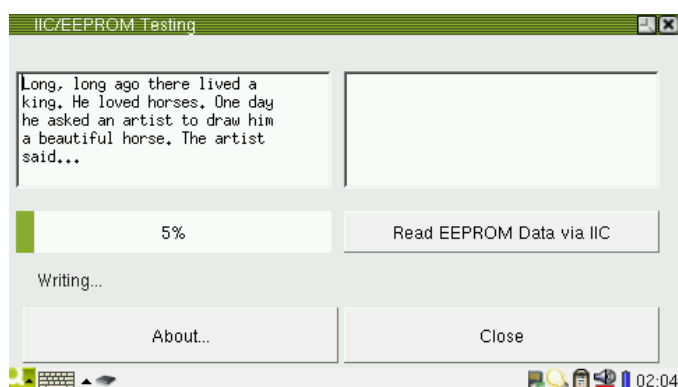 IIC/EEPROM Testing
Long, long ago there lived a
king. He loved horses. One day
he asked an artist to draw him
a beautiful horse. The artist
said...
5%
Read EEPROM Data via IIC
Writing...
About...
Close
02:04